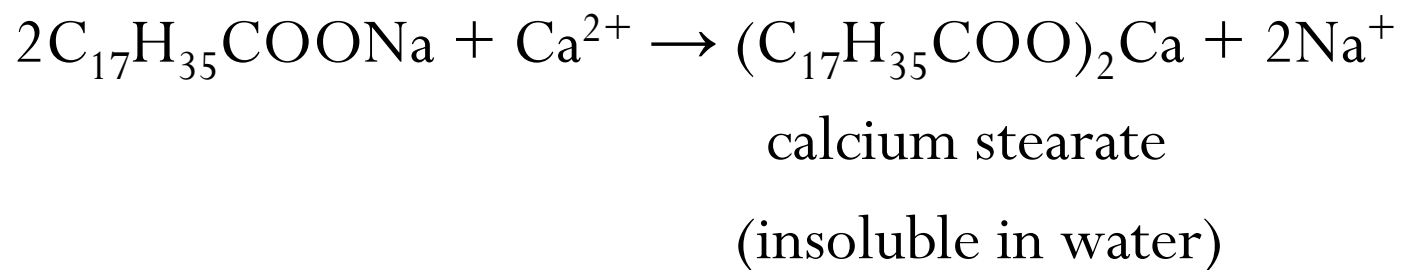 2C₁₇H₃₅COONa + Ca²⁺ → (C₁₇H₃₅COO)₂Ca + 2Na⁺
calcium stearate
(insoluble in water)